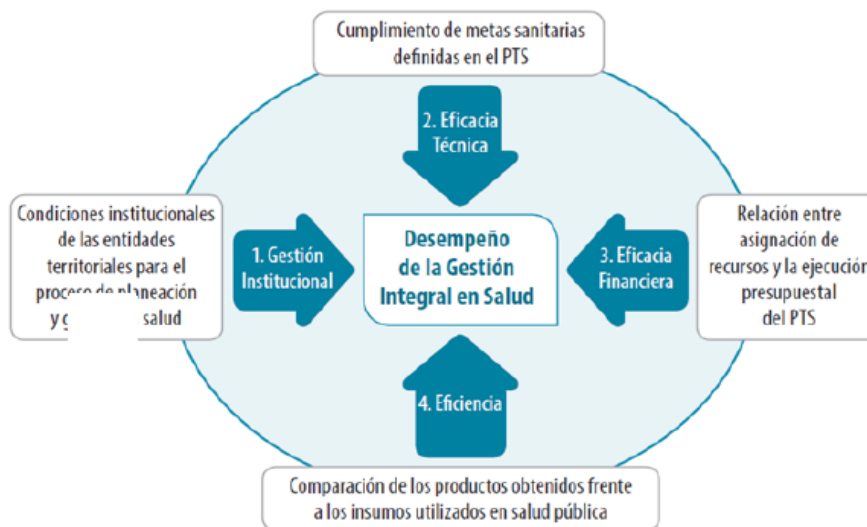 Cumplimiento de metas sanitarias
definidas en el PTS
2. Eficacia
Técnica
Condiciones institucionales
de las entidades
territoriales para el
proceso de planeación
y salud
1. Gestión
Institucional
Desempeño
de la Gestión
Integral en Salud
3. Eficacia
Financiera
Relación entre
asignación de
recursos y la ejecución
presupuestal
del PTS
4. Eficiencia
Comparación de los productos obtenidos frente
a los insumos utilizados en salud pública